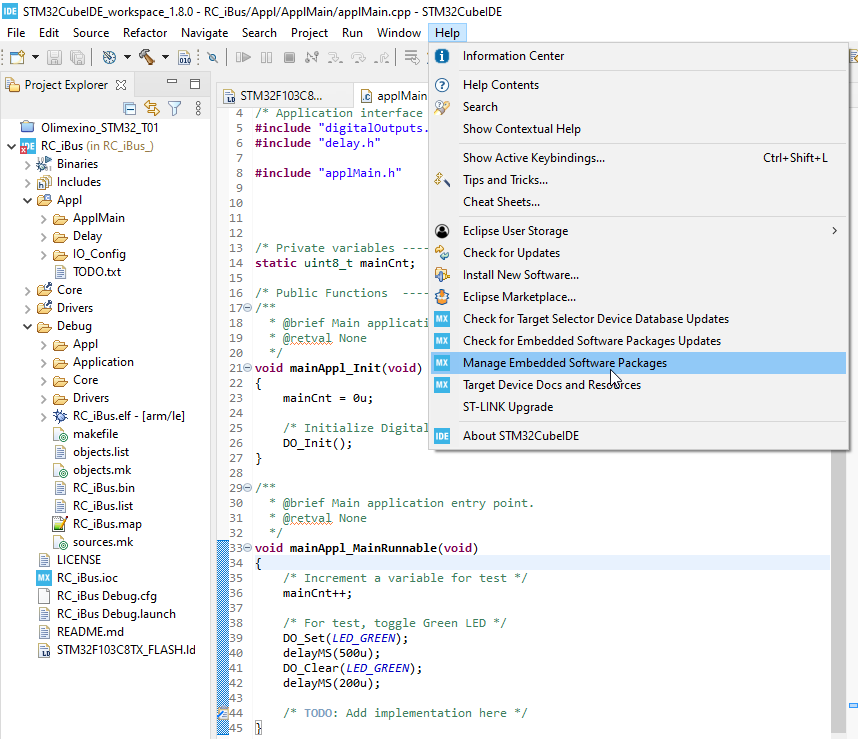 IDE STM32CubeIDE_workspace_1.8.0 - RC_iBus/Appl/ApplMain/applMain.cpp - STM32CubeIDE
File Edit Source Refactor Navigate Search Project Run Window Help
010
Project Explorer
Olimexino_STM32_T01
IDE RC_iBus (in RC_iBus_)
Binaries
Includes
Appl
ApplMain
Delay
IO_Config
TODO.txt
Core
Drivers
Debug
Appl
Application
Core
Drivers
RC_iBus.elf - [arm/le]
makefile
objects.list
objects.mk
RC_iBus.bin
RC_iBus.list
RC_iBus.map
sources.mk
LICENSE
MX RC_iBus.ioc
RC_iBus Debug.cfg
RC_iBus Debug.launch
README.md
LD STM32F103C8TX_FLASH.ld
LD STM32F103C8...
c applMain
4 /* Application interface
5 #include "digitalOutputs.
6 #include "delay.h"
7
8 #include "applMain.h"
9
10
11
12
13 /* Private variables ----
14 static uint8_t mainCnt;
15
16 /* Public Functions ----
17 /**
18 * @brief Main applicati
19 * @retval None
20 */
21 void mainAppl_Init(void)
22 {
23 mainCnt = 0u;
24
25 /* Initialize Digital
26 DO_Init();
27 }
28
29 /**
30 * @brief Main application entry point.
31 * @retval None
32 */
33 void mainAppl_MainRunnable(void)
34 {
35 /* Increment a variable for test */
36 mainCnt++;
37
38 /* For test, toggle Green LED */
39 DO_Set(LED_GREEN);
40 delayMS(500u);
41 DO_Clear(LED_GREEN);
42 delayMS(200u);
43
44 /* TODO: Add implementation here */
45 }
Information Center
Help Contents
Search
Show Contextual Help
Show Active Keybindings... Ctrl+Shift+L
Tips and Tricks...
Cheat Sheets...
Eclipse User Storage
Check for Updates
Install New Software...
Eclipse Marketplace...
MX Check for Target Selector Device Database Updates
MX Check for Embedded Software Packages Updates
MX Manage Embedded Software Packages
MX Target Device Docs and Resources
ST-LINK Upgrade
IDE About STM32CubeIDE